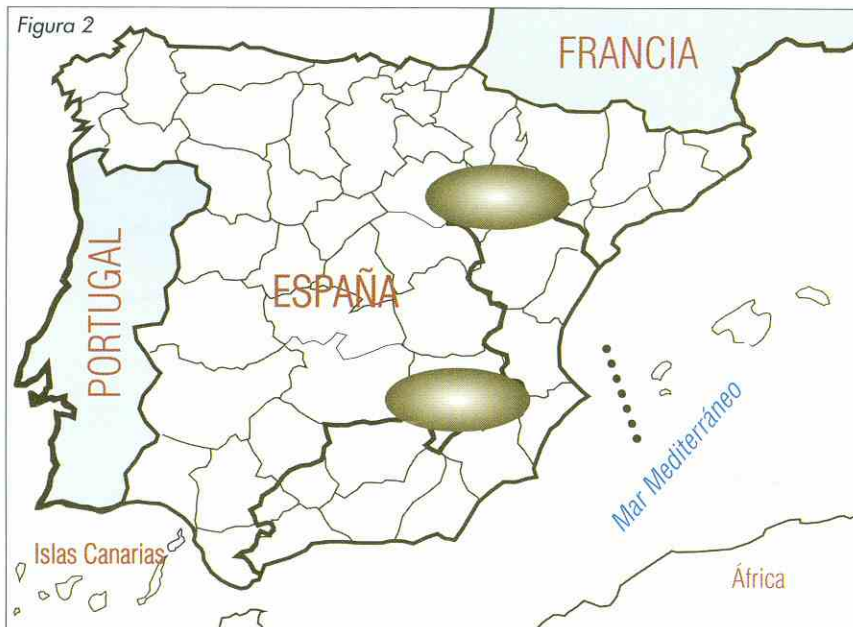 Figura 2
FRANCIA
PORTUGAL
ESPAÑA
Mar Mediterráneo
Islas Canarias
África